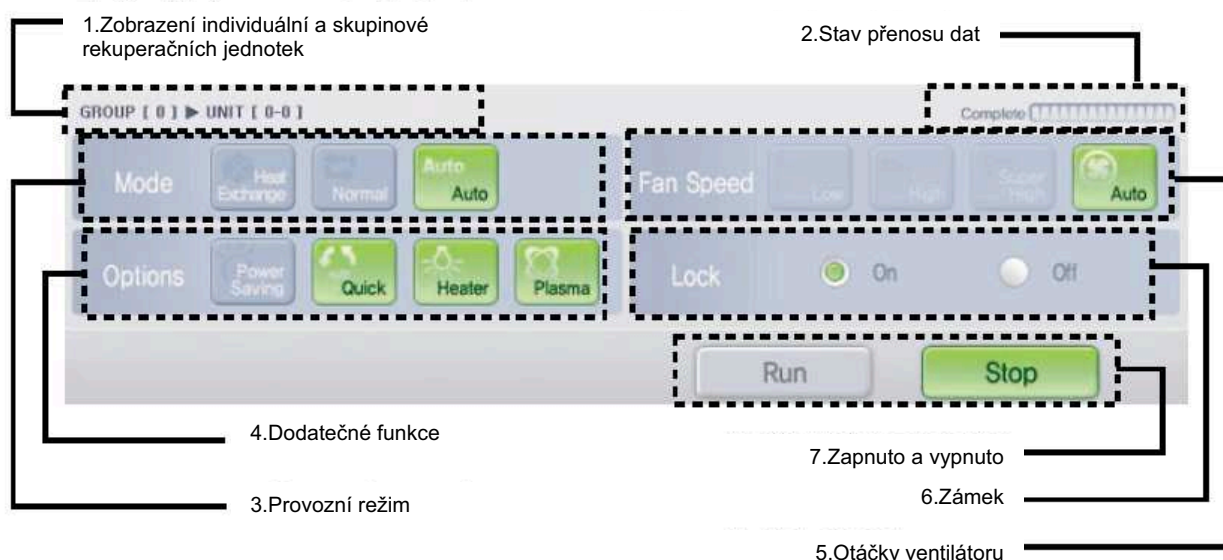 1.Zobrazení individuální a skupinové
rekuperačních jednotek
2.Stav přenosu dat
GROUP [ 0 ] ▶ UNIT [ 0-0 ]
Complete
Mode
Heat
Exchange
Normal
Auto
Auto
Fan Speed
Low
High
Super
High
Auto
Options
Power
Saving
Quick
Heater
Plasma
Lock
On
Off
Run
Stop
4.Dodatečné funkce
7.Zapnuto a vypnuto
3.Provozní režim
6.Zámek
5.Otáčky ventilátoru